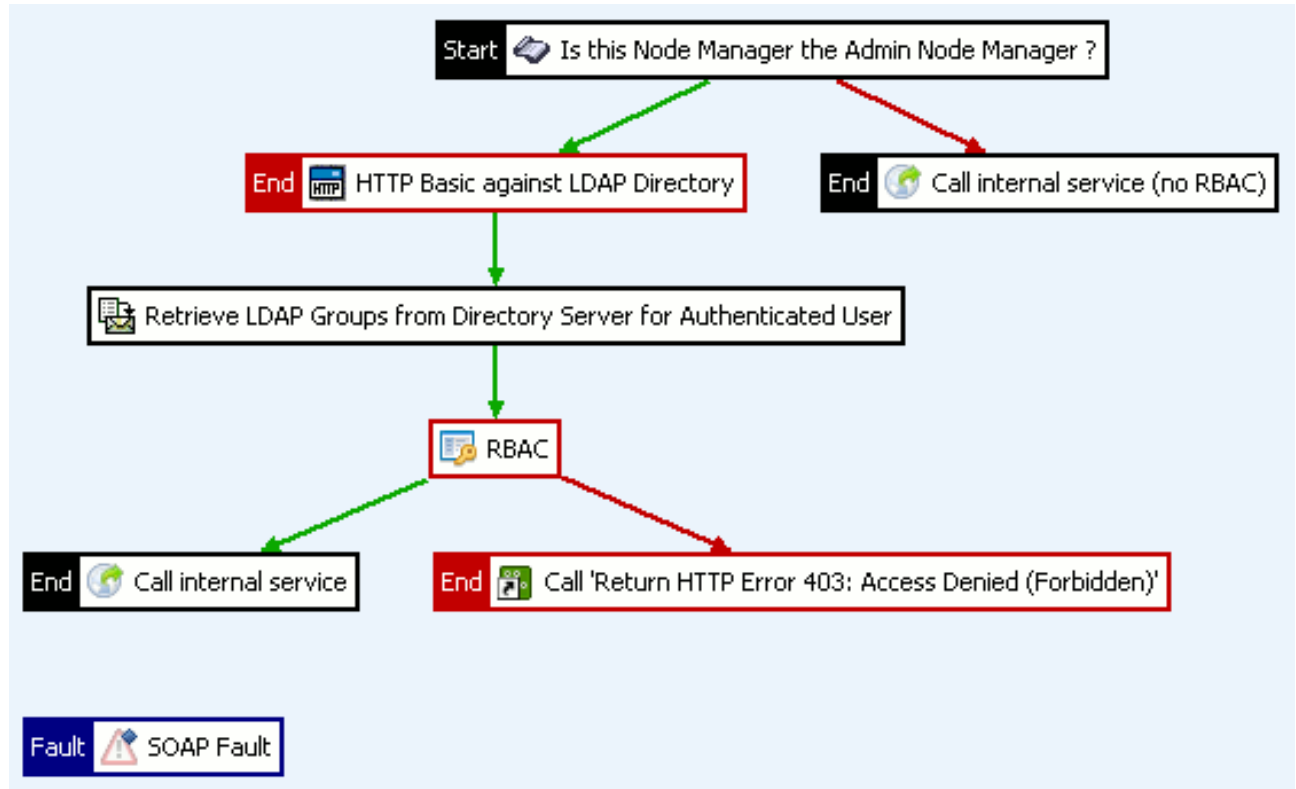 Start Is this Node Manager the Admin Node Manager ?
End HTTP HTTP Basic against LDAP Directory
End Call internal service (no RBAC)
Retrieve LDAP Groups from Directory Server for Authenticated User
RBAC
End Call internal service
End Call 'Return HTTP Error 403: Access Denied (Forbidden)'
Fault SOAP Fault